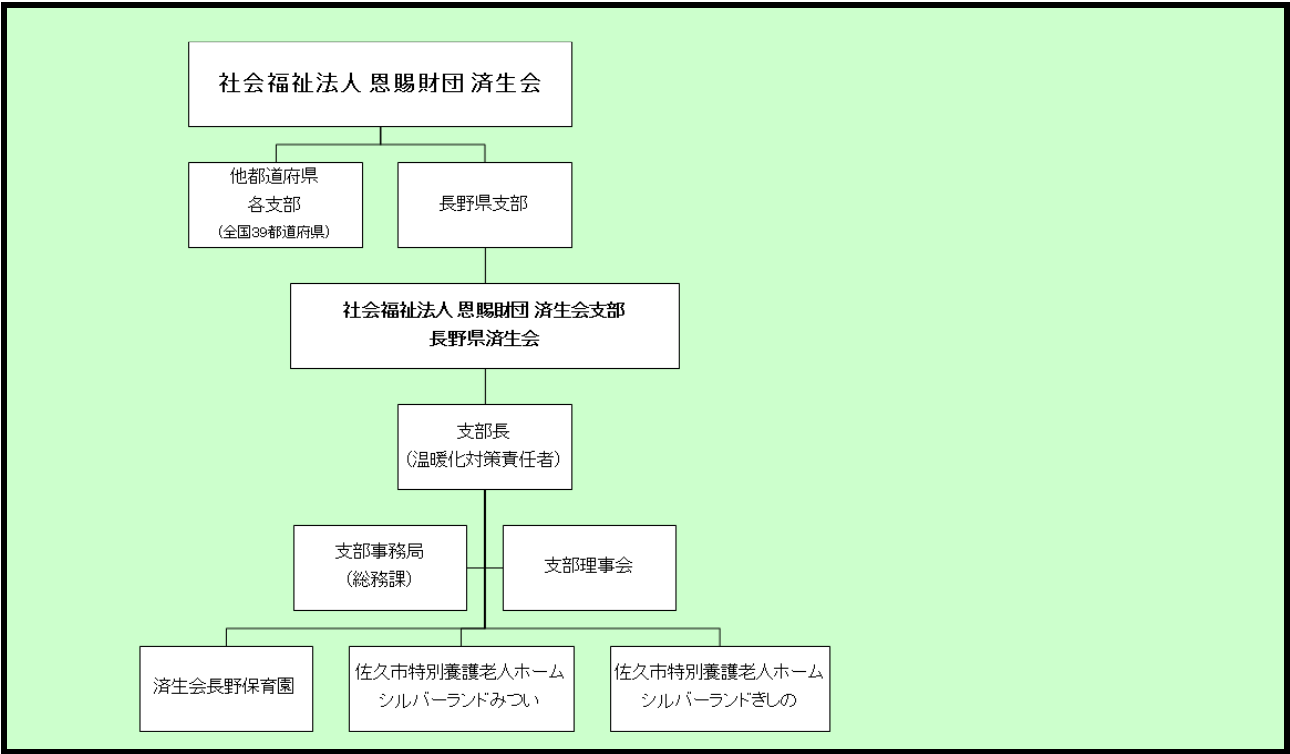 社会福祉法人 恩賜財団 済生会
他都道府県
各支部
(全国39都道府県)
長野県支部
社会福祉法人 恩賜財団 済生会支部
長野県済生会
支部長
(温暖化対策責任者)
支部事務局
(総務課)
支部理事会
済生会長野保育園
佐久市特別養護老人ホーム
シルバーランドみつい
佐久市特別養護老人ホーム
シルバーランドきしの